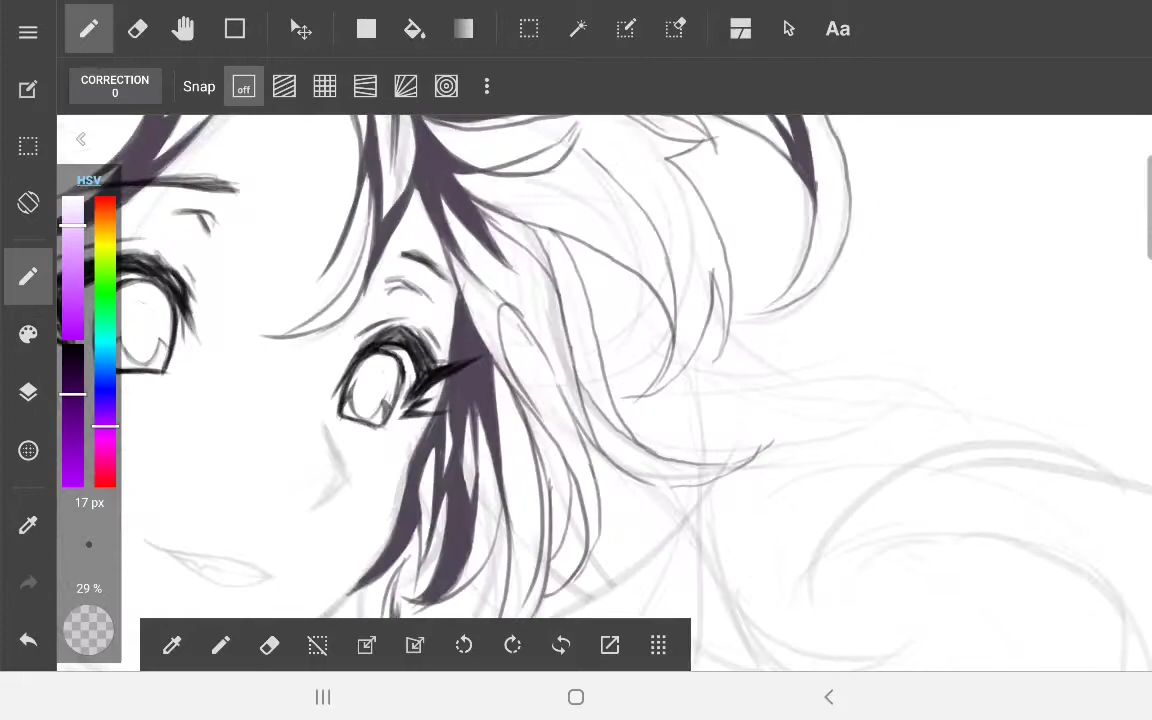 Aa
CORRECTION
0
Snap
off
HSV
17 px
29 %